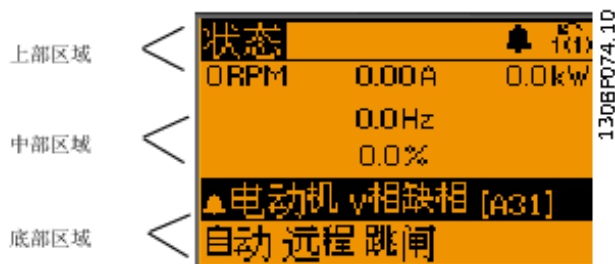 上部区域
中部区域
底部区域
状态
1(1)
0RPM 0.00A 0.0kW
0.0Hz
0.0%
电动机 v相缺相 [A31]
自动 远程 跳闸
130BP074.10